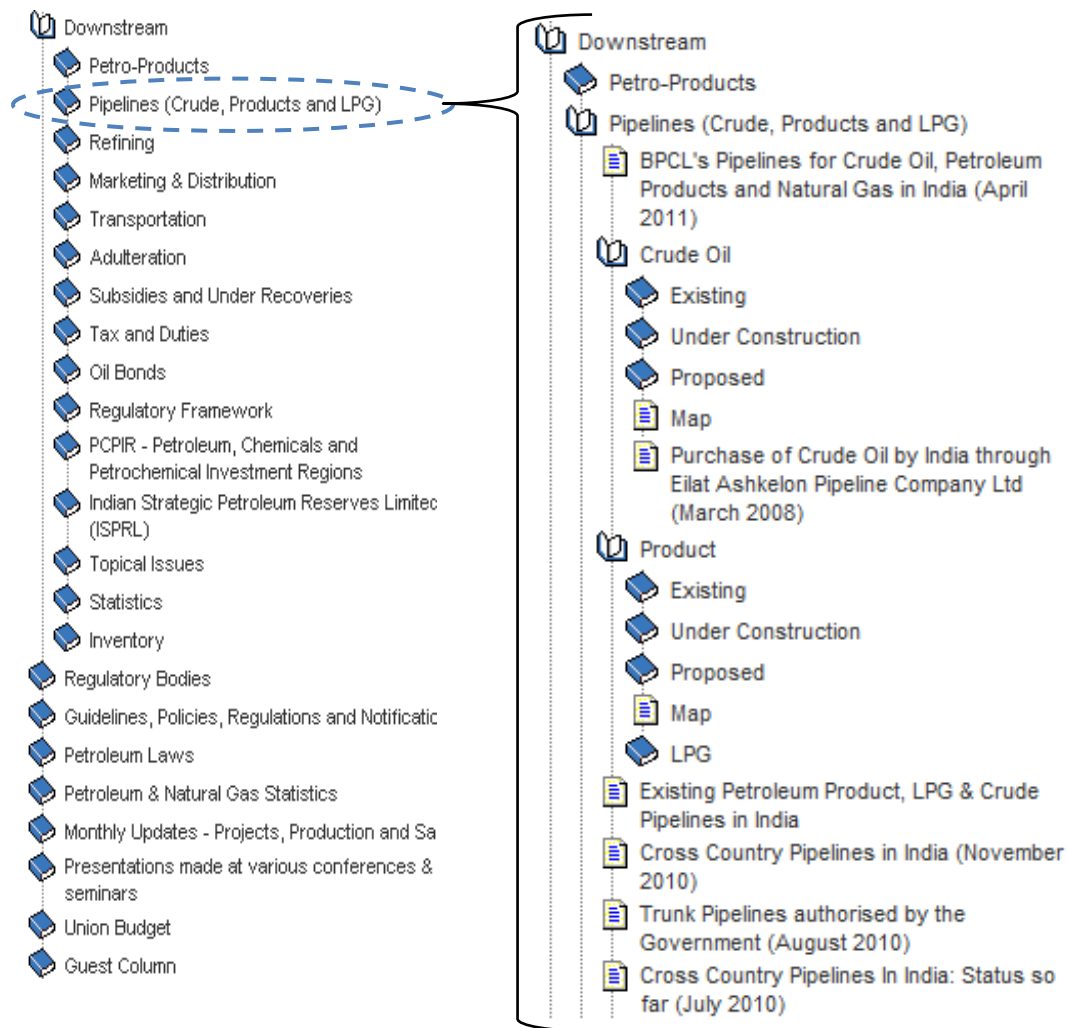 Downstream
Petro-Products
Pipelines (Crude, Products and LPG)
Refining
Marketing & Distribution
Transportation
Adulteration
Subsidies and Under Recoveries
Tax and Duties
Oil Bonds
Regulatory Framework
PCPIR - Petroleum, Chemicals and
Petrochemical Investment Regions
Indian Strategic Petroleum Reserves Limitec
(ISPRL)
Topical Issues
Statistics
Inventory
Regulatory Bodies
Guidelines, Policies, Regulations and Notificatic
Petroleum Laws
Petroleum & Natural Gas Statistics
Monthly Updates - Projects, Production and Sa
Presentations made at various conferences &
seminars
Union Budget
Guest Column
Downstream
Petro-Products
Pipelines (Crude, Products and LPG)
BPCL's Pipelines for Crude Oil, Petroleum
Products and Natural Gas in India (April
2011)
Crude Oil
Existing
Under Construction
Proposed
Map
Purchase of Crude Oil by India through
Eilat Ashkelon Pipeline Company Ltd
(March 2008)
Product
Existing
Under Construction
Proposed
Map
LPG
Existing Petroleum Product, LPG & Crude
Pipelines in India
Cross Country Pipelines in India (November
2010)
Trunk Pipelines authorised by the
Government (August 2010)
Cross Country Pipelines In India: Status so
far (July 2010)